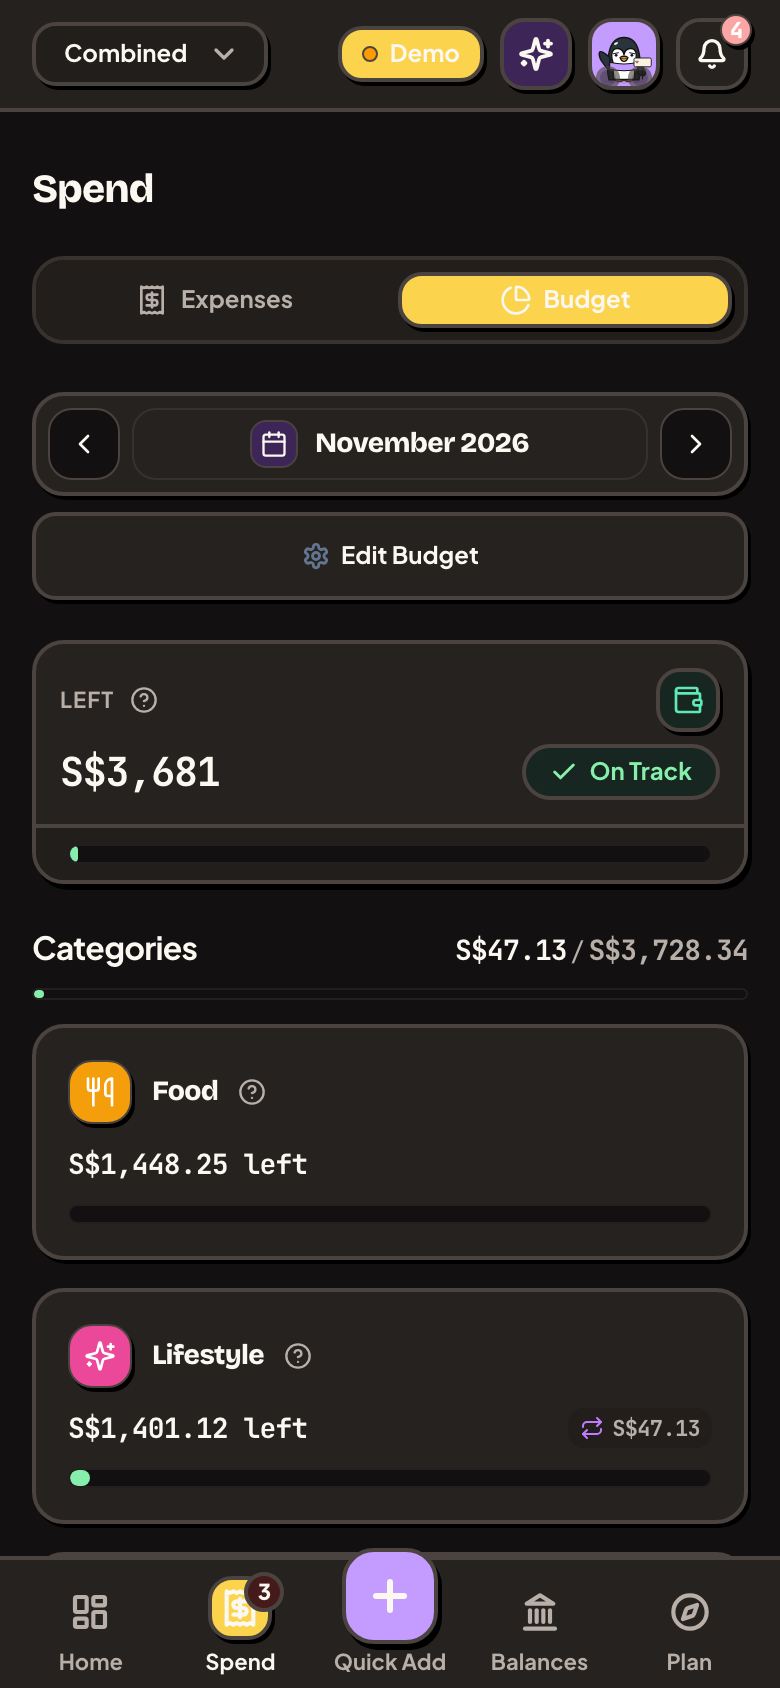 Combined
Demo
4
Spend
Expenses
Budget
November 2026
Edit Budget
LEFT
S$3,681
On Track
Categories
S$47.13/S$3,728.34
Food
S$1,448.25 left
Lifestyle
S$1,401.12 left
S$47.13
3
Home
Spend
Quick Add
Balances
Plan